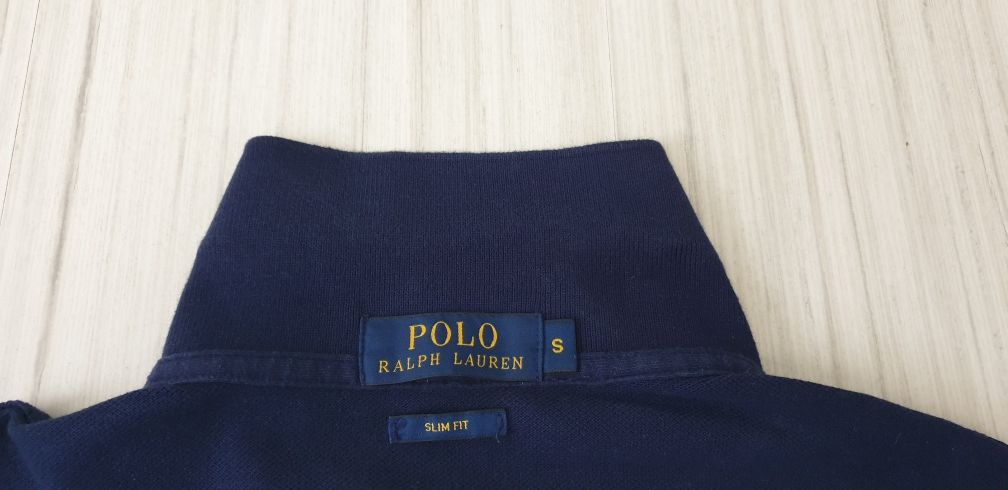 POLO
RALPH LAUREN
S
SLIM FIT